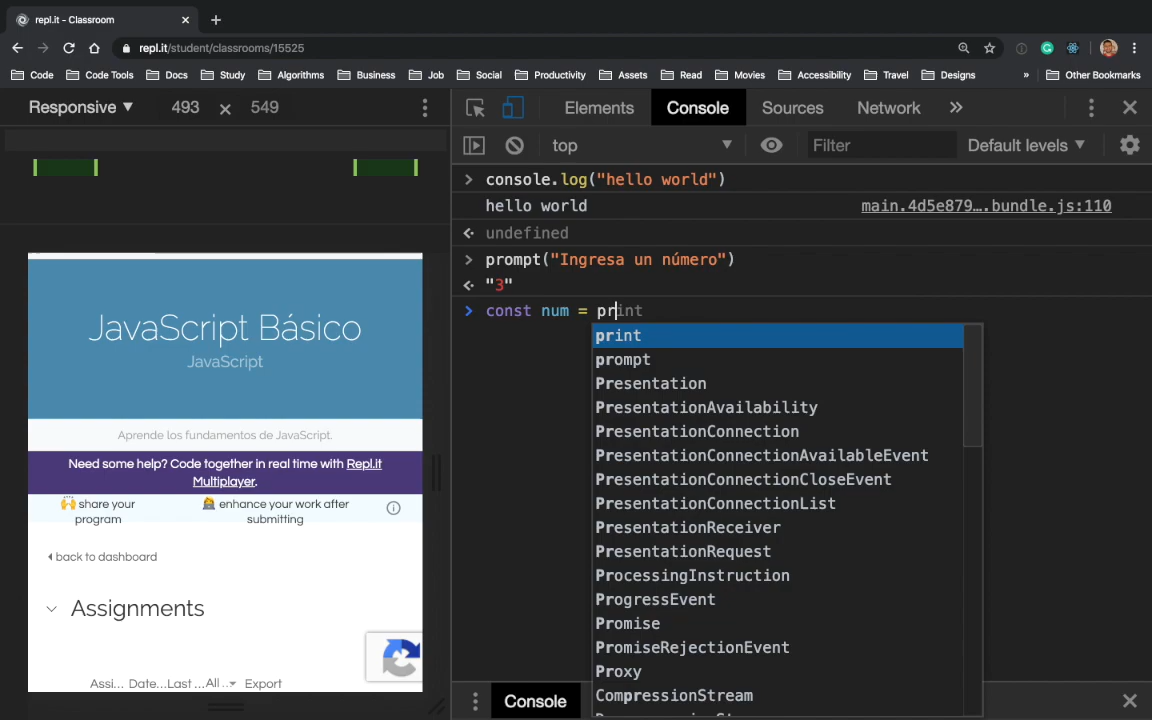 repl.it - Classroom
repl.it/student/classrooms/15525
Code Code Tools Docs Study Algorithms Business Job Social Productivity Assets Read Movies Accessibility Travel Designs » Other Bookmarks
Responsive 493 x 549
Elements Console Sources Network »
top Filter Default levels
> console.log("hello world")
hello world main.4d5e879….bundle.js:110
undefined
> prompt("Ingresa un número")
"3"
> const num = print
print
prompt
Presentation
PresentationAvailability
PresentationConnection
PresentationConnectionAvailableEvent
PresentationConnectionCloseEvent
PresentationConnectionList
PresentationReceiver
PresentationRequest
ProcessingInstruction
ProgressEvent
Promise
PromiseRejectionEvent
Proxy
CompressionStream
JavaScript Básico
JavaScript
Aprende los fundamentos de JavaScript.
Need some help? Code together in real time with Repl.it
Multiplayer.
🙌 share your
program
enhance your work after
submitting
back to dashboard
Assignments
Assi... Date... Last ... All ... Export
Console